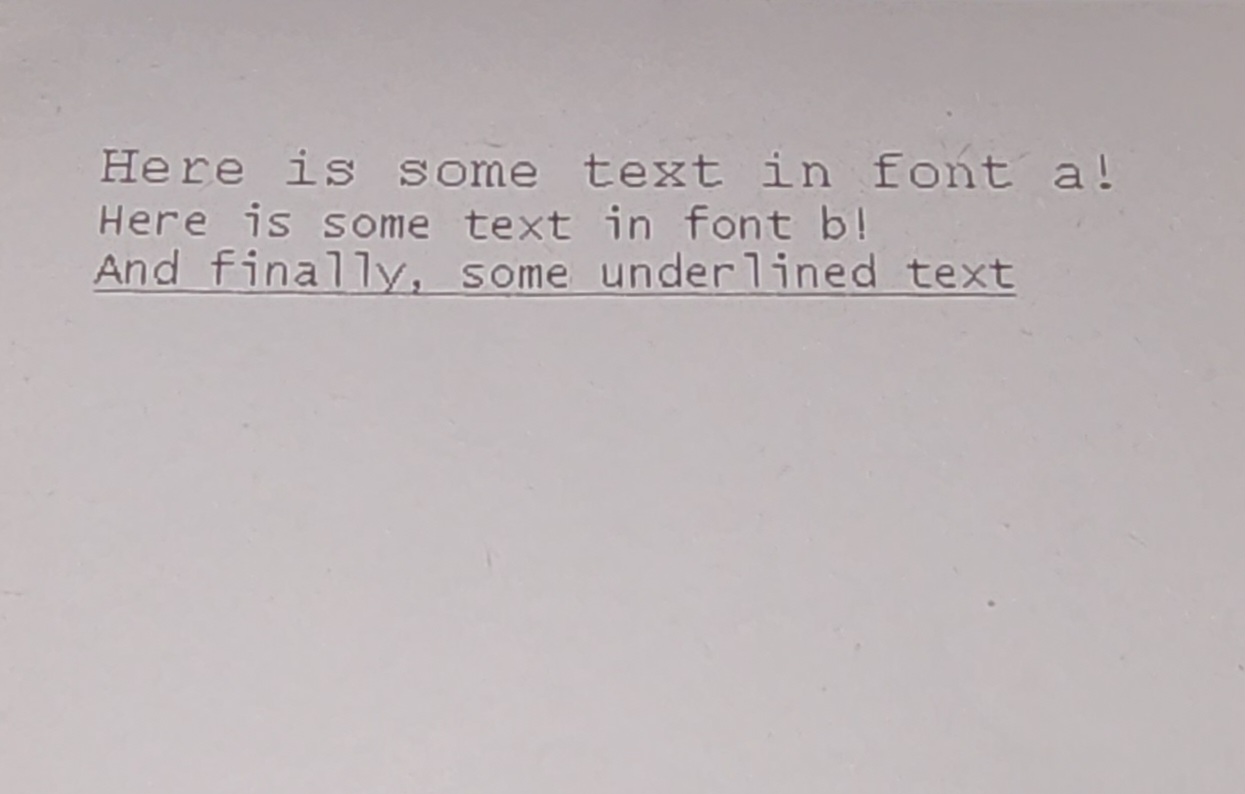 Here is some text in font a!
Here is some text in font b!
And finally, some underlined text